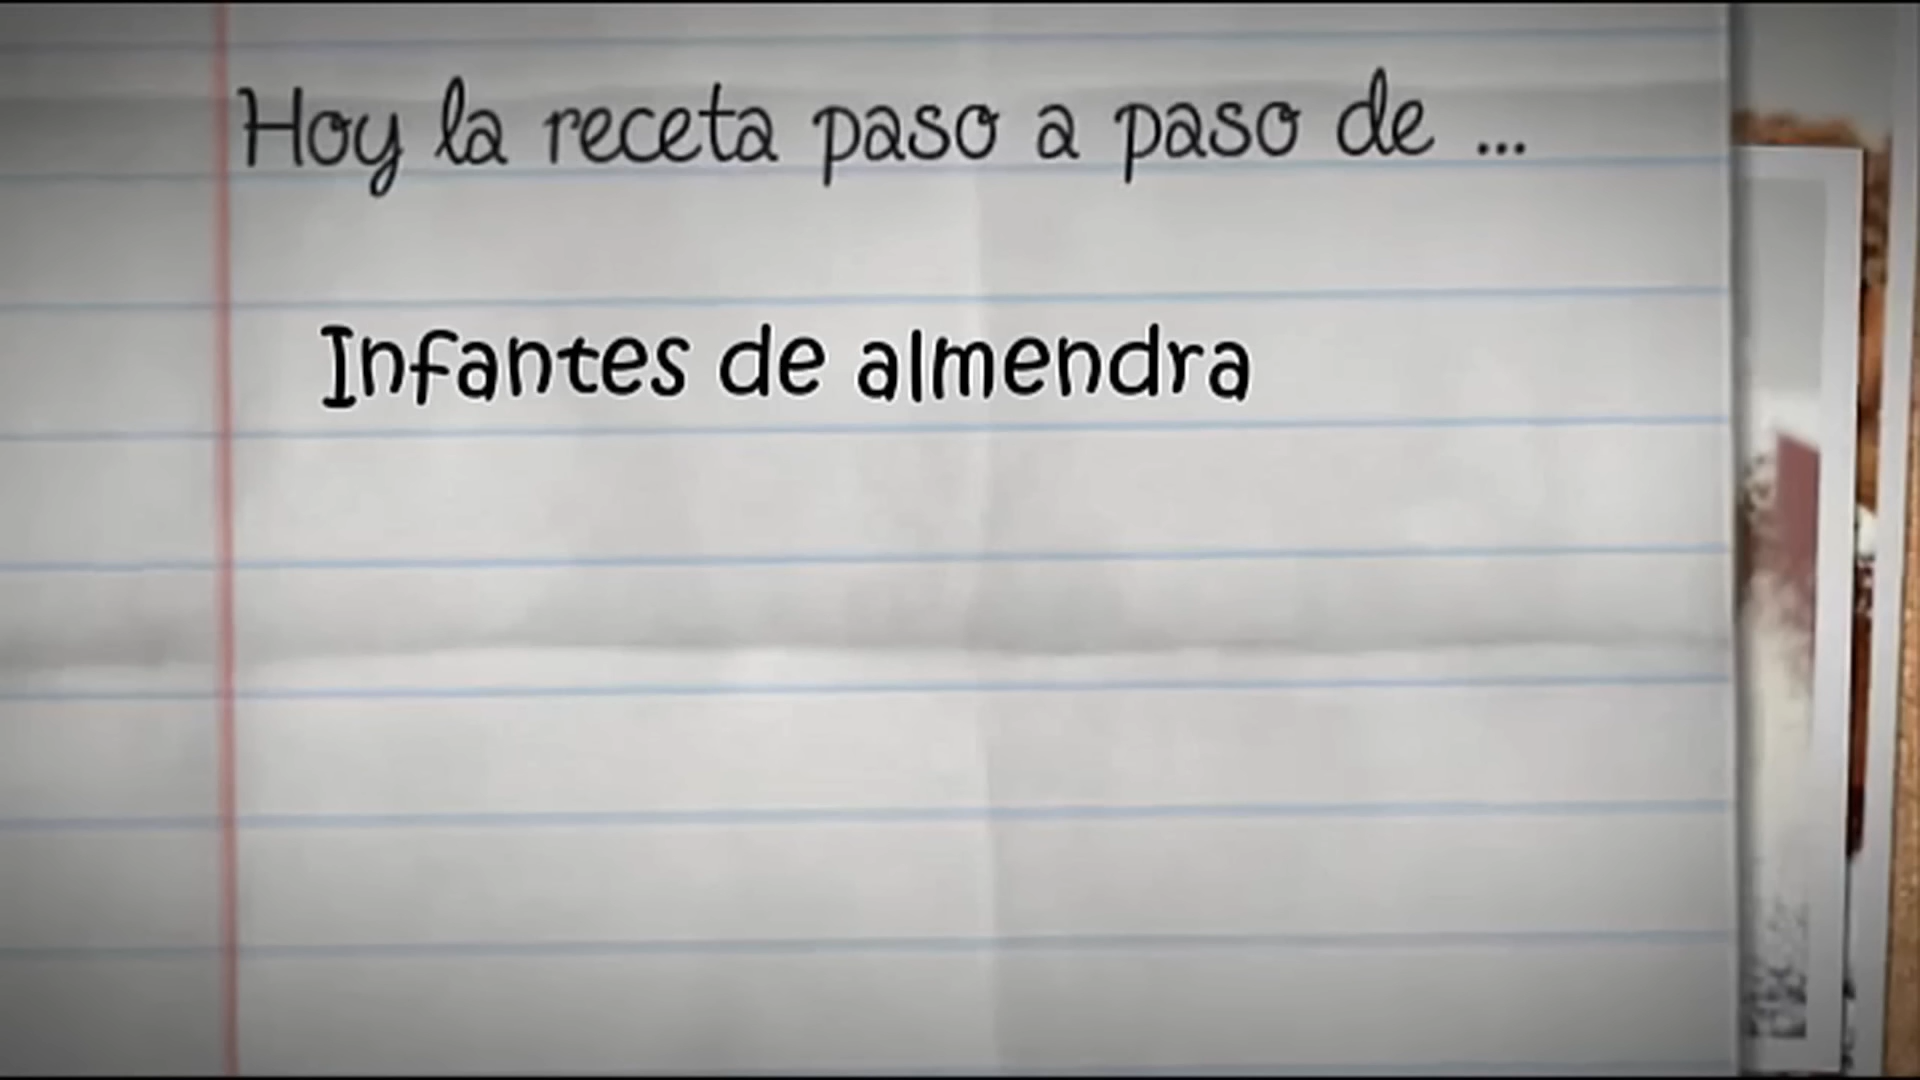 Hoy la receta paso a paso de ...
Infantes de almendra